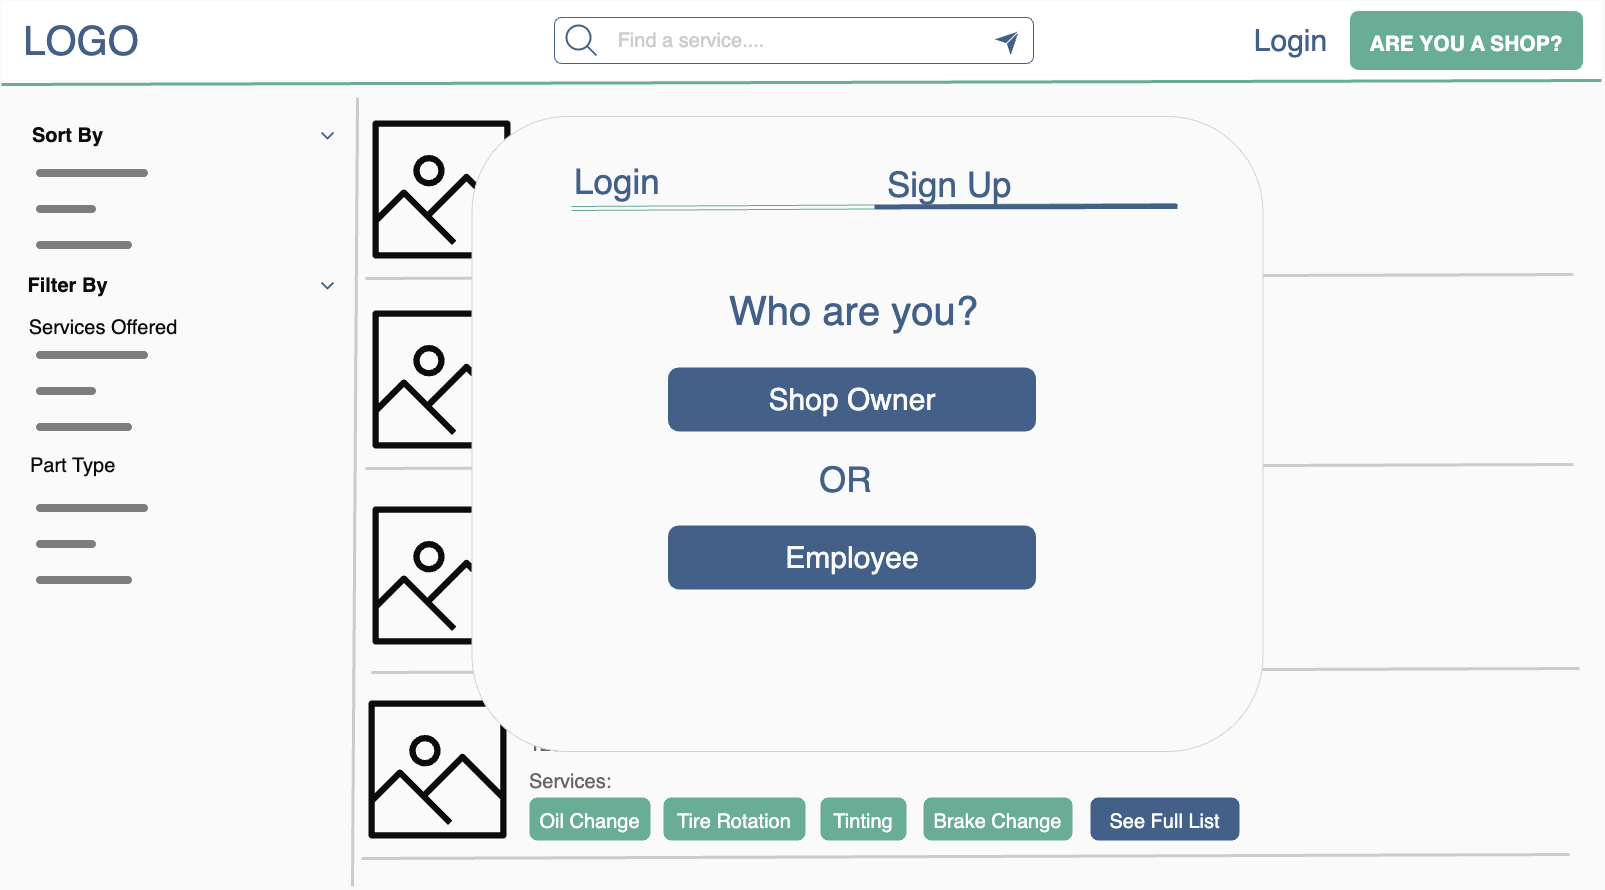 LOGO
Find a service....
Login
ARE YOU A SHOP?
Sort By
Filter By
Services Offered
Part Type
Login
Sign Up
Who are you?
Shop Owner
OR
Employee
Services:
Oil Change
Tire Rotation
Tinting
Brake Change
See Full List